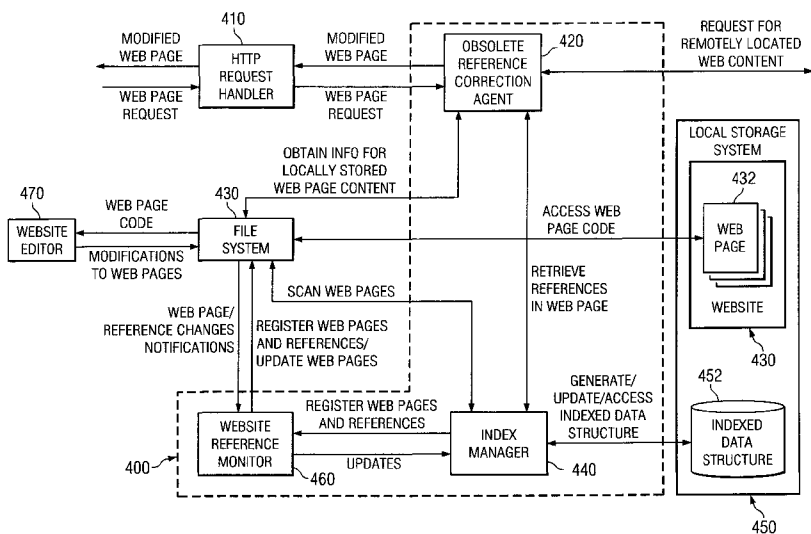 410
MODIFIED
WEB PAGE
HTTP
REQUEST
HANDLER
WEB PAGE
REQUEST
MODIFIED
WEB PAGE
WEB PAGE
REQUEST
OBSOLETE
REFERENCE
CORRECTION
AGENT
420
REQUEST FOR
REMOTELY LOCATED
WEB CONTENT
OBTAIN INFO FOR
LOCALLY STORED
WEB PAGE CONTENT
LOCAL STORAGE
SYSTEM
432
WEB
PAGE
WEBSITE
430
470
WEBSITE
EDITOR
WEB PAGE
CODE
MODIFICATIONS
TO WEB PAGES
430
FILE
SYSTEM
ACCESS WEB
PAGE CODE
RETRIEVE
REFERENCES
IN WEB PAGE
SCAN WEB PAGES
WEB PAGE/
REFERENCE CHANGES
NOTIFICATIONS
REGISTER WEB PAGES
AND REFERENCES/
UPDATE WEB PAGES
400
WEBSITE
REFERENCE
MONITOR
460
REGISTER WEB PAGES
AND REFERENCES
UPDATES
INDEX
MANAGER
440
GENERATE/
UPDATE/ACCESS
INDEXED DATA
STRUCTURE
452
INDEXED
DATA
STRUCTURE
450